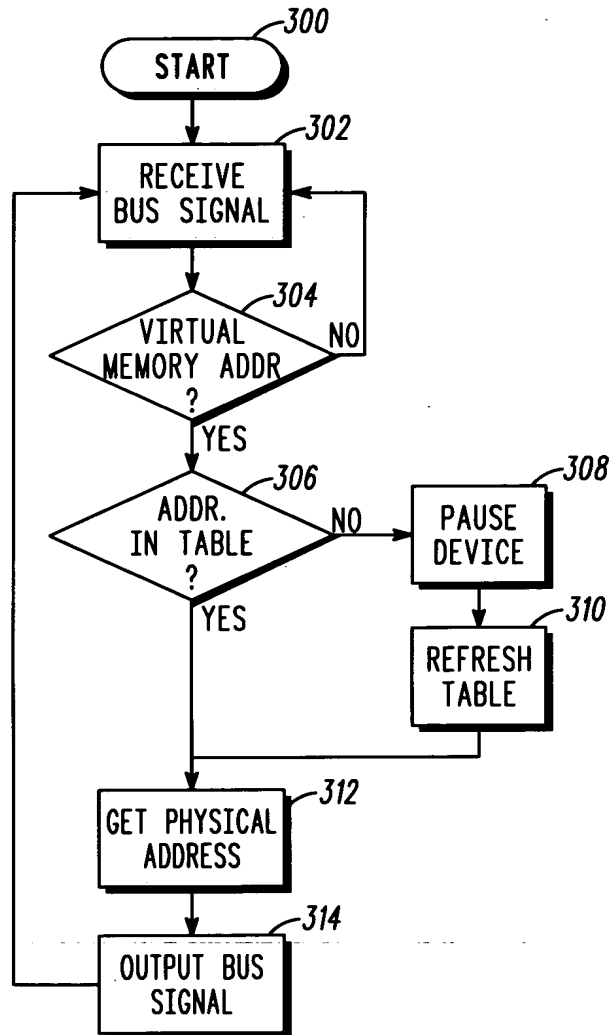 300
START
302
RECEIVE
BUS SIGNAL
304
VIRTUAL
MEMORY ADDR
?
NO
YES
306
ADDR.
IN TABLE
?
NO
YES
308
PAUSE
DEVICE
310
REFRESH
TABLE
312
GET PHYSICAL
ADDRESS
314
OUTPUT BUS
SIGNAL